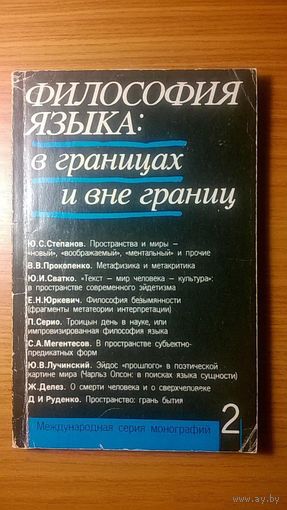 ФИЛОСОФИЯ
ЯЗЫКА:
в границах
и вне границ
Ю.С.Степанов. Пространства и миры –
«новый», «воображаемый», «ментальный» и прочие
В.В.Прокопенко. Метафизика и метакритика
Ю.И.Сватко. «Текст – мир человека – культура»:
в пространстве современного эйдетизма
Е.Н.Юркевич. Философия безымянности
(фрагменты метатеории интерпретации)
П.Серио. Троицын день в науке, или
импровизированная философия языка
С.А.Мегентесов. В пространстве субъектно-
предикатных форм
Ю.В.Лучинский. Эйдос «прошлого» в поэтической
картине мира (Чарльз Олсон: в поисках языка сущности)
Ж.Делез. О смерти человека и о сверхчеловеке
Д И Руденко. Пространство: грань бытия
Международная серия монографий
2
www.ay.by